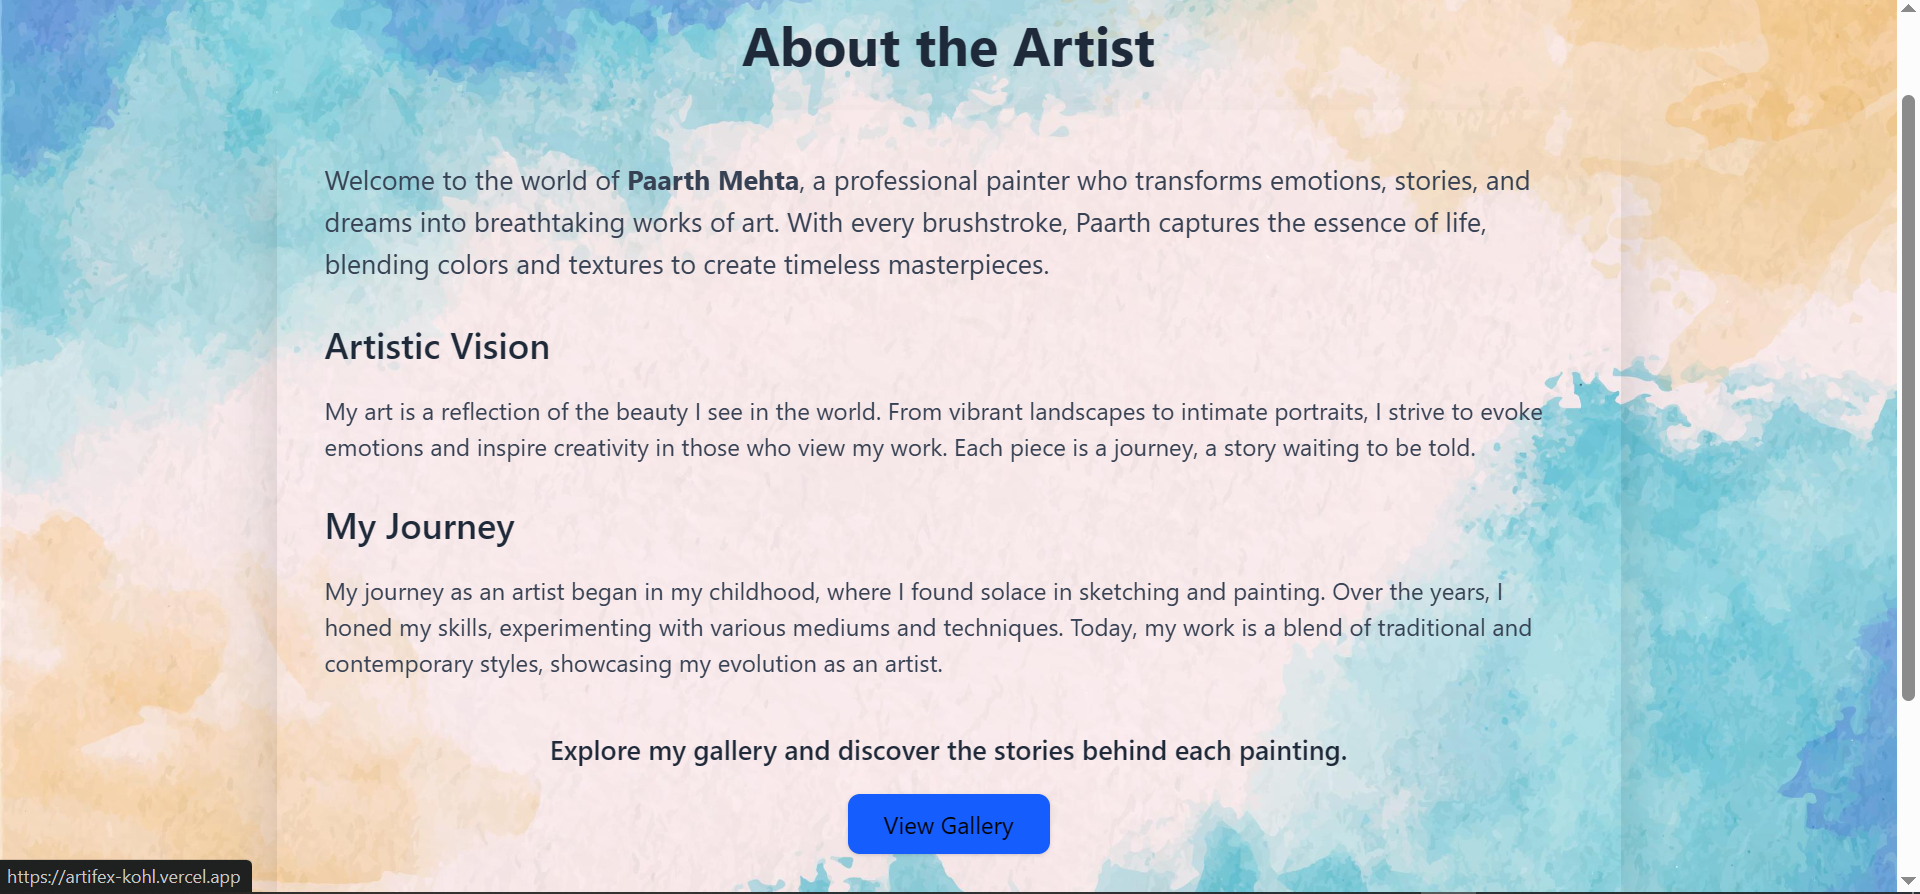 About the Artist
Welcome to the world of Paarth Mehta, a professional painter who transforms emotions, stories, and
dreams into breathtaking works of art. With every brushstroke, Paarth captures the essence of life,
blending colors and textures to create timeless masterpieces.
Artistic Vision
My art is a reflection of the beauty I see in the world. From vibrant landscapes to intimate portraits, I strive to evoke
emotions and inspire creativity in those who view my work. Each piece is a journey, a story waiting to be told.
My Journey
My journey as an artist began in my childhood, where I found solace in sketching and painting. Over the years, I
honed my skills, experimenting with various mediums and techniques. Today, my work is a blend of traditional and
contemporary styles, showcasing my evolution as an artist.
Explore my gallery and discover the stories behind each painting.
View Gallery
https://artifex-kohl.vercel.app